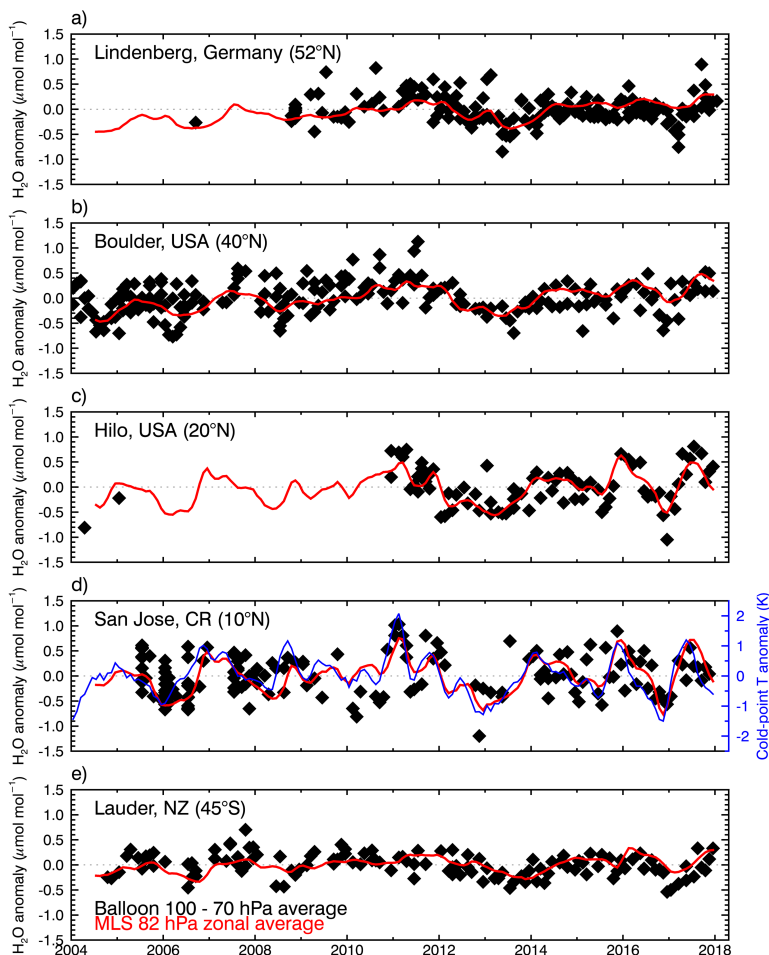 a)
1.5
1.0
0.5
0.0
-0.5
-1.0
-1.5
H₂O anomaly (μmol mol⁻¹)
Lindenberg, Germany (52°N)
b)
1.5
1.0
0.5
0.0
-0.5
-1.0
-1.5
H₂O anomaly (μmol mol⁻¹)
Boulder, USA (40°N)
c)
1.5
1.0
0.5
0.0
-0.5
-1.0
-1.5
H₂O anomaly (μmol mol⁻¹)
Hilo, USA (20°N)
d)
1.5
1.0
0.5
0.0
-0.5
-1.0
-1.5
H₂O anomaly (μmol mol⁻¹)
San Jose, CR (10°N)
2
1
0
-1
-2
Cold-point T anomaly (K)
e)
1.5
1.0
0.5
0.0
-0.5
-1.0
-1.5
H₂O anomaly (μmol mol⁻¹)
Lauder, NZ (45°S)
Balloon 100 - 70 hPa average
MLS 82 hPa zonal average
2004 2006 2008 2010 2012 2014 2016 2018